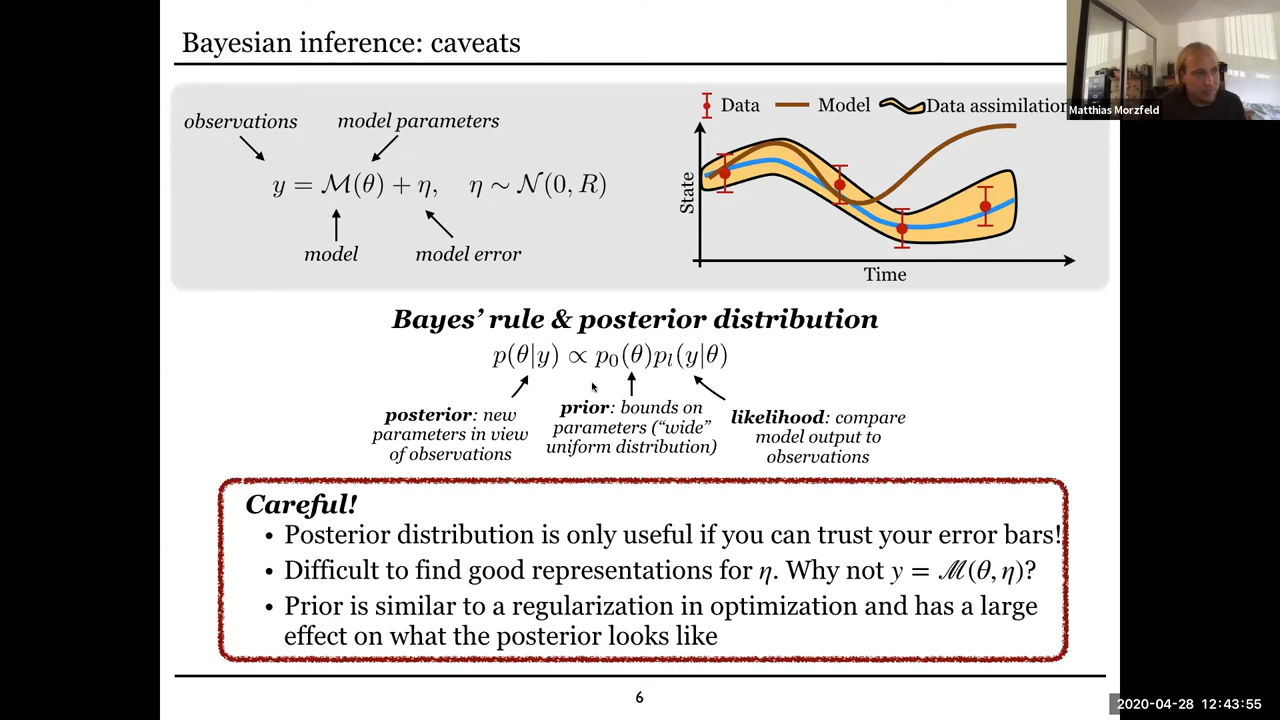 Bayesian inference: caveats
observations
model parameters
y = ℳ(θ) + η, η ∼ 𝒩(0, R)
model
model error
Data
Model
Data assimilation
Matthias Morzfeld
State
Time
Bayes’ rule & posterior distribution
p(θ|y) ∝ p₀(θ)pₗ(y|θ)
posterior: new
parameters in view
of observations
prior: bounds on
parameters (“wide”
uniform distribution)
likelihood: compare
model output to
observations
Careful!
• Posterior distribution is only useful if you can trust your error bars!
• Difficult to find good representations for η. Why not y = ℳ(θ, η)?
• Prior is similar to a regularization in optimization and has a large
effect on what the posterior looks like
6
2020-04-28 12:43:55